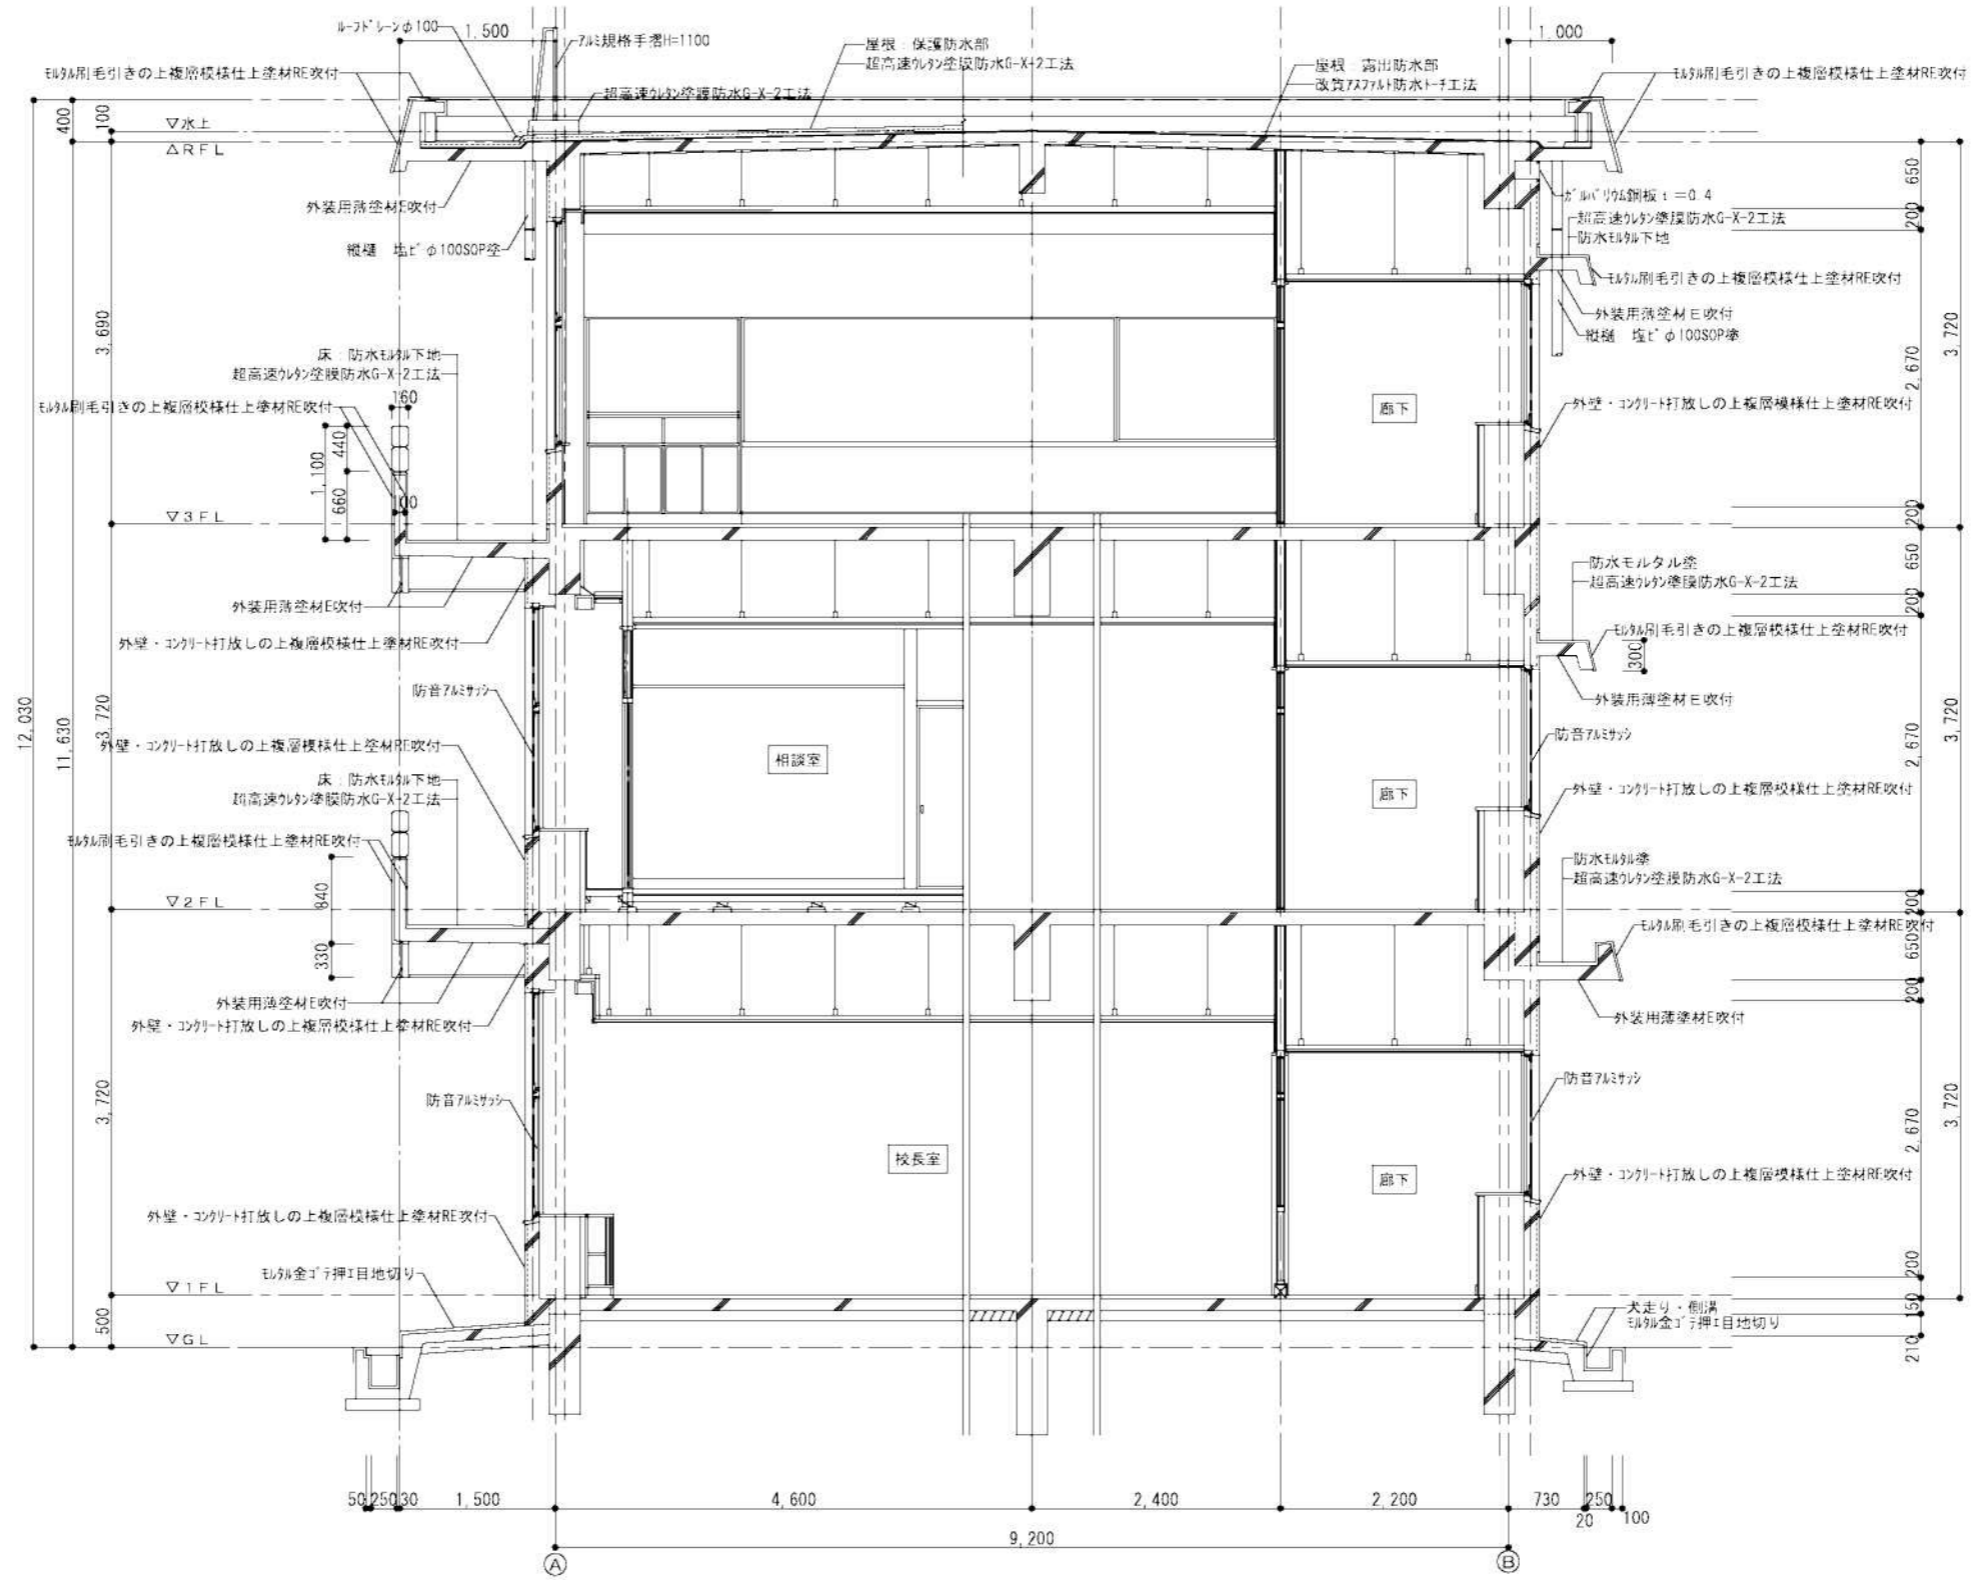 ルーフドレーンφ100
1,500
アルミ規格手摺H=1100
屋根：保護防水部
超高速ウレタン塗膜防水G-X-2工法
1,000
モルタル刷毛引きの上複層模様仕上塗材RE吹付
超高速ウレタン塗膜防水G-X-2工法
屋根：露出防水部
改質アスファルト防水トーチ工法
モルタル刷毛引きの上複層模様仕上塗材RE吹付
400
100
▽水上
△RFL
外装用薄塗材E吹付
縦樋　塩ビφ100SOP塗
650
200
ガルバリウム鋼板 t=0.4
超高速ウレタン塗膜防水G-X-2工法
防水モルタル下地
モルタル刷毛引きの上複層模様仕上塗材RE吹付
外装用薄塗材E吹付
縦樋　塩ビφ100SOP塗
3,690
3,720
2,670
床：防水モルタル下地
超高速ウレタン塗膜防水G-X-2工法
モルタル刷毛引きの上複層模様仕上塗材RE吹付
160
廊下
外壁・コンクリート打放しの上複層模様仕上塗材RE吹付
1,100
440
660
100
▽3FL
200
650
200
防水モルタル塗
超高速ウレタン塗膜防水G-X-2工法
外装用薄塗材E吹付
モルタル刷毛引きの上複層模様仕上塗材RE吹付
300
外壁・コンクリート打放しの上複層模様仕上塗材RE吹付
防音アルミサッシ
外装用薄塗材E吹付
12,030
11,630
3,720
外壁・コンクリート打放しの上複層模様仕上塗材RE吹付
相談室
防音アルミサッシ
2,670
3,720
床：防水モルタル下地
超高速ウレタン塗膜防水G-X-2工法
廊下
外壁・コンクリート打放しの上複層模様仕上塗材RE吹付
モルタル刷毛引きの上複層模様仕上塗材RE吹付
防水モルタル塗
超高速ウレタン塗膜防水G-X-2工法
840
▽2FL
200
モルタル刷毛引きの上複層模様仕上塗材RE吹付
650
330
200
外装用薄塗材E吹付
外壁・コンクリート打放しの上複層模様仕上塗材RE吹付
外装用薄塗材E吹付
3,720
防音アルミサッシ
防音アルミサッシ
2,670
3,720
校長室
廊下
外壁・コンクリート打放しの上複層模様仕上塗材RE吹付
外壁・コンクリート打放しの上複層模様仕上塗材RE吹付
モルタル金ゴテ押エ目地切り
▽1FL
200
150
500
▽GL
犬走り・側溝
モルタル金ゴテ押エ目地切り
210
50
250
30
1,500
4,600
2,400
2,200
730
250
20
100
9,200
A
B